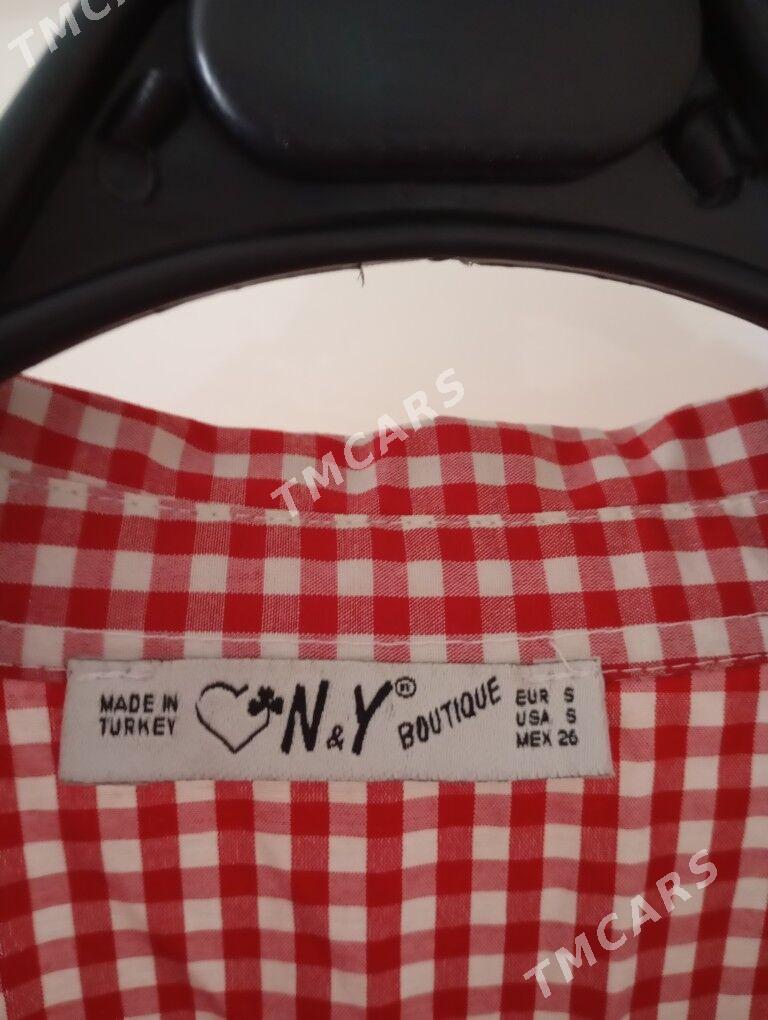 TMCARS
TMCARS
MADE IN
TURKEY
N&Y®
BOUTIQUE
EUR S
USA S
MEX 26
TMCARS